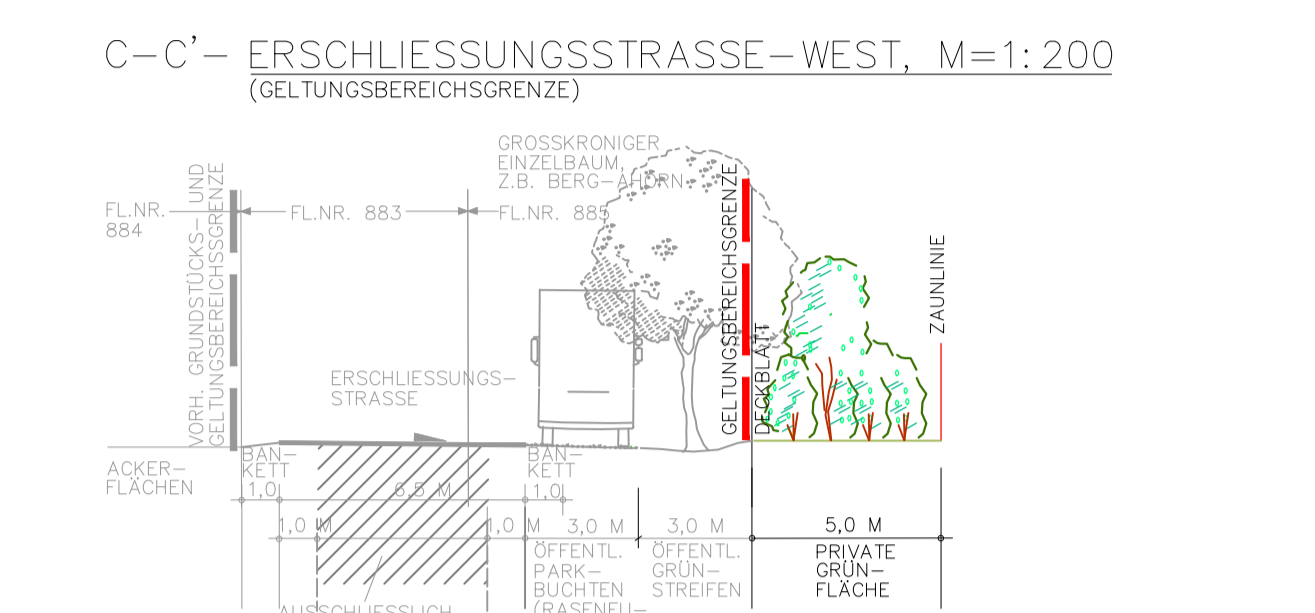 C-C'- ERSCHLIESSUNGSSTRASSE-WEST, M=1:200
(GELTUNGSBEREICHSGRENZE)
GROSSKRONIGER
EINZELBAUM,
Z.B. BERG-AHORN
FL.NR.
884
VORH. GRUNDSTÜCKS- UND
GELTUNGSBEREICHSGRENZE
FL.NR. 883
FL.NR. 885
GELTUNGSBEREICHSGRENZE
DECKBLATT
ZAUNLINIE
ERSCHLIESSUNGS-
STRASSE
ACKER-
FLÄCHEN
BAN-
KETT
1,0
6,5 M
BAN-
KETT
1,0
1,0 M
1,0 M
3,0 M
3,0 M
5,0 M
ÖFFENTL.
PARK-
BUCHTEN
(RASENFU-
ÖFFENTL.
GRÜN-
STREIFEN
PRIVATE
GRÜN-
FLÄCHE
AUSSCHLIESSLICH